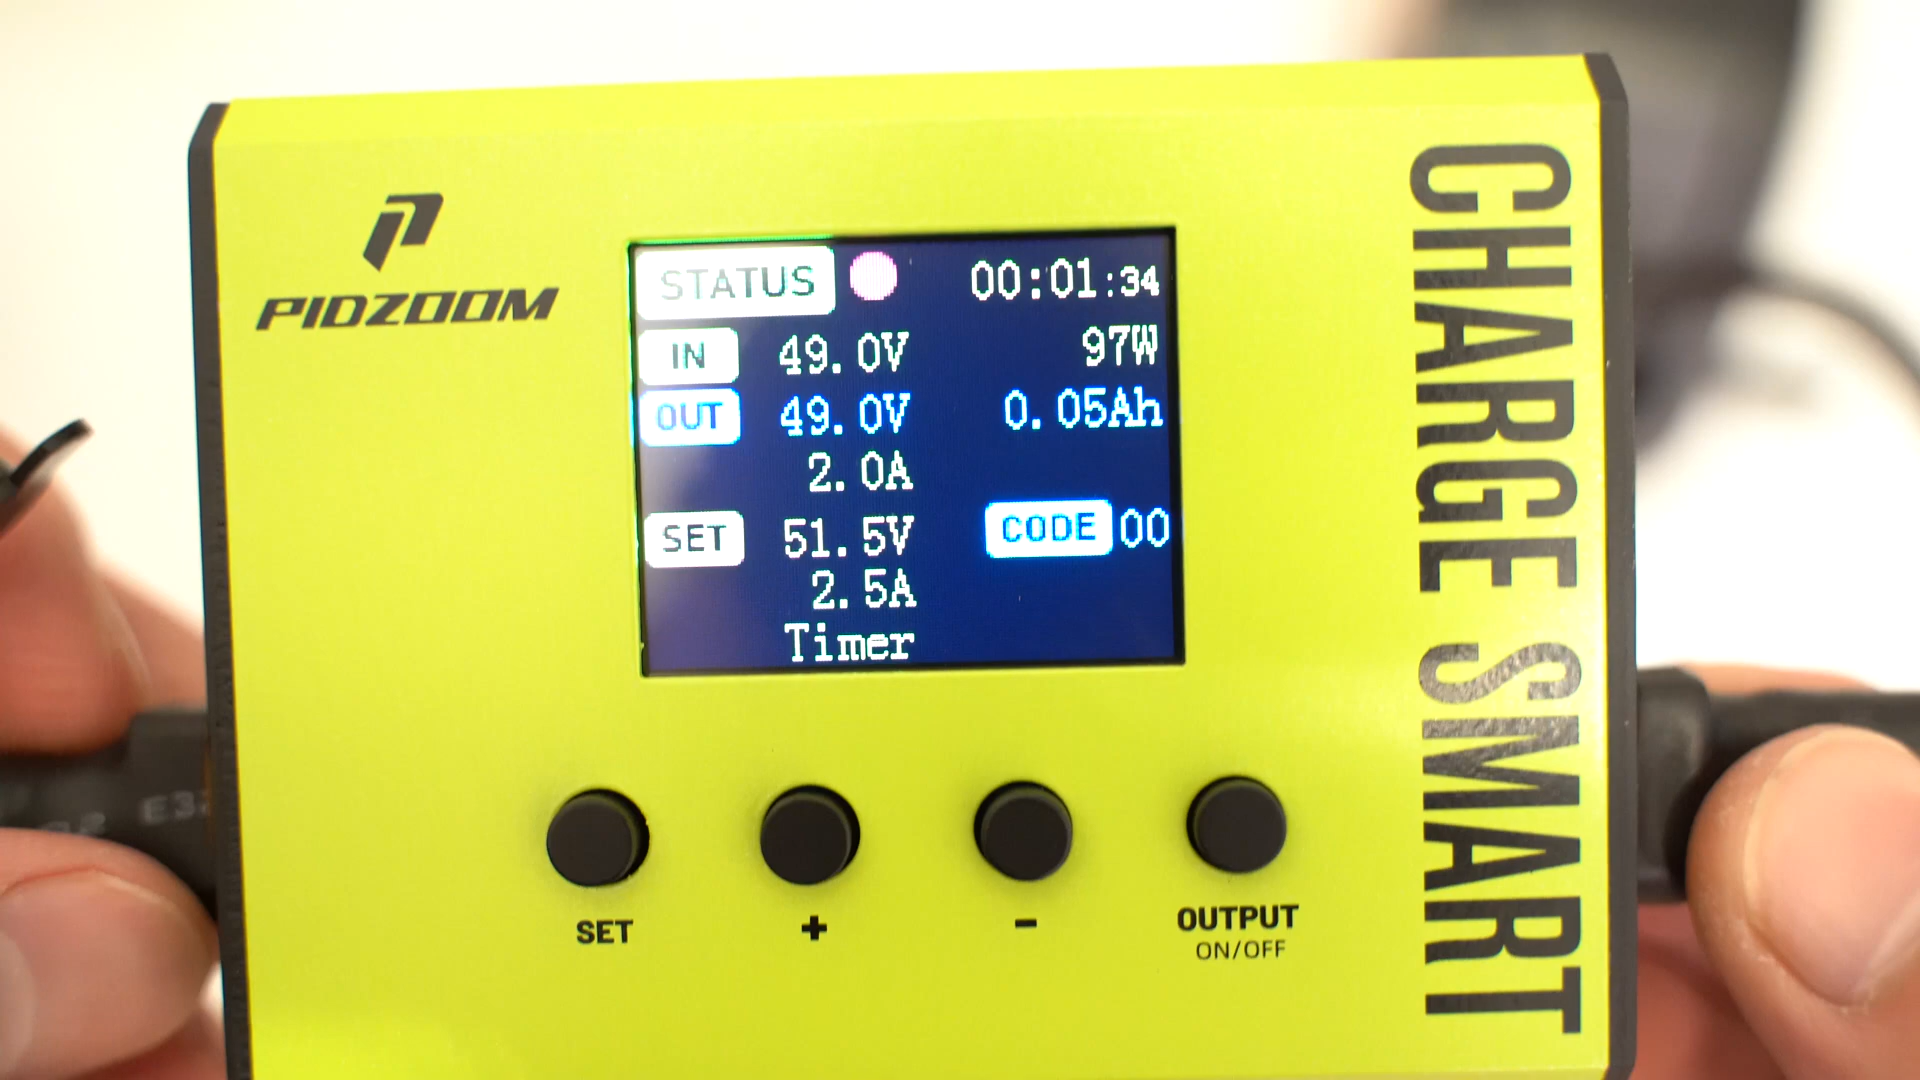 PIDZOOM
STATUS 00:01:34
IN 49.0V 97W
OUT 49.0V 0.05Ah
2.0A
SET 51.5V CODE 00
2.5A
Timer
SET
+
-
OUTPUT
ON/OFF
CHARGE SMART